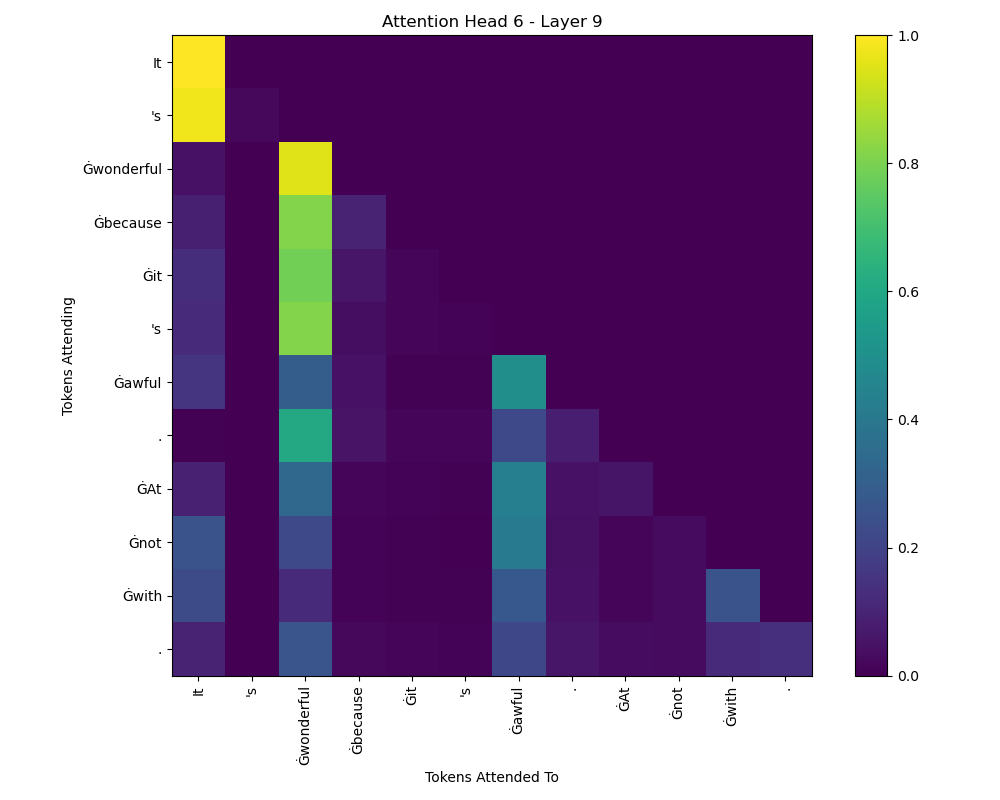 Attention Head 6 - Layer 9
Tokens Attending
It
's
Ġwonderful
Ġbecause
Ġit
's
Ġawful
.
ĠAt
Ġnot
Ġwith
.
It
's
Ġwonderful
Ġbecause
Ġit
's
Ġawful
.
ĠAt
Ġnot
Ġwith
.
Tokens Attended To
1.0
0.8
0.6
0.4
0.2
0.0